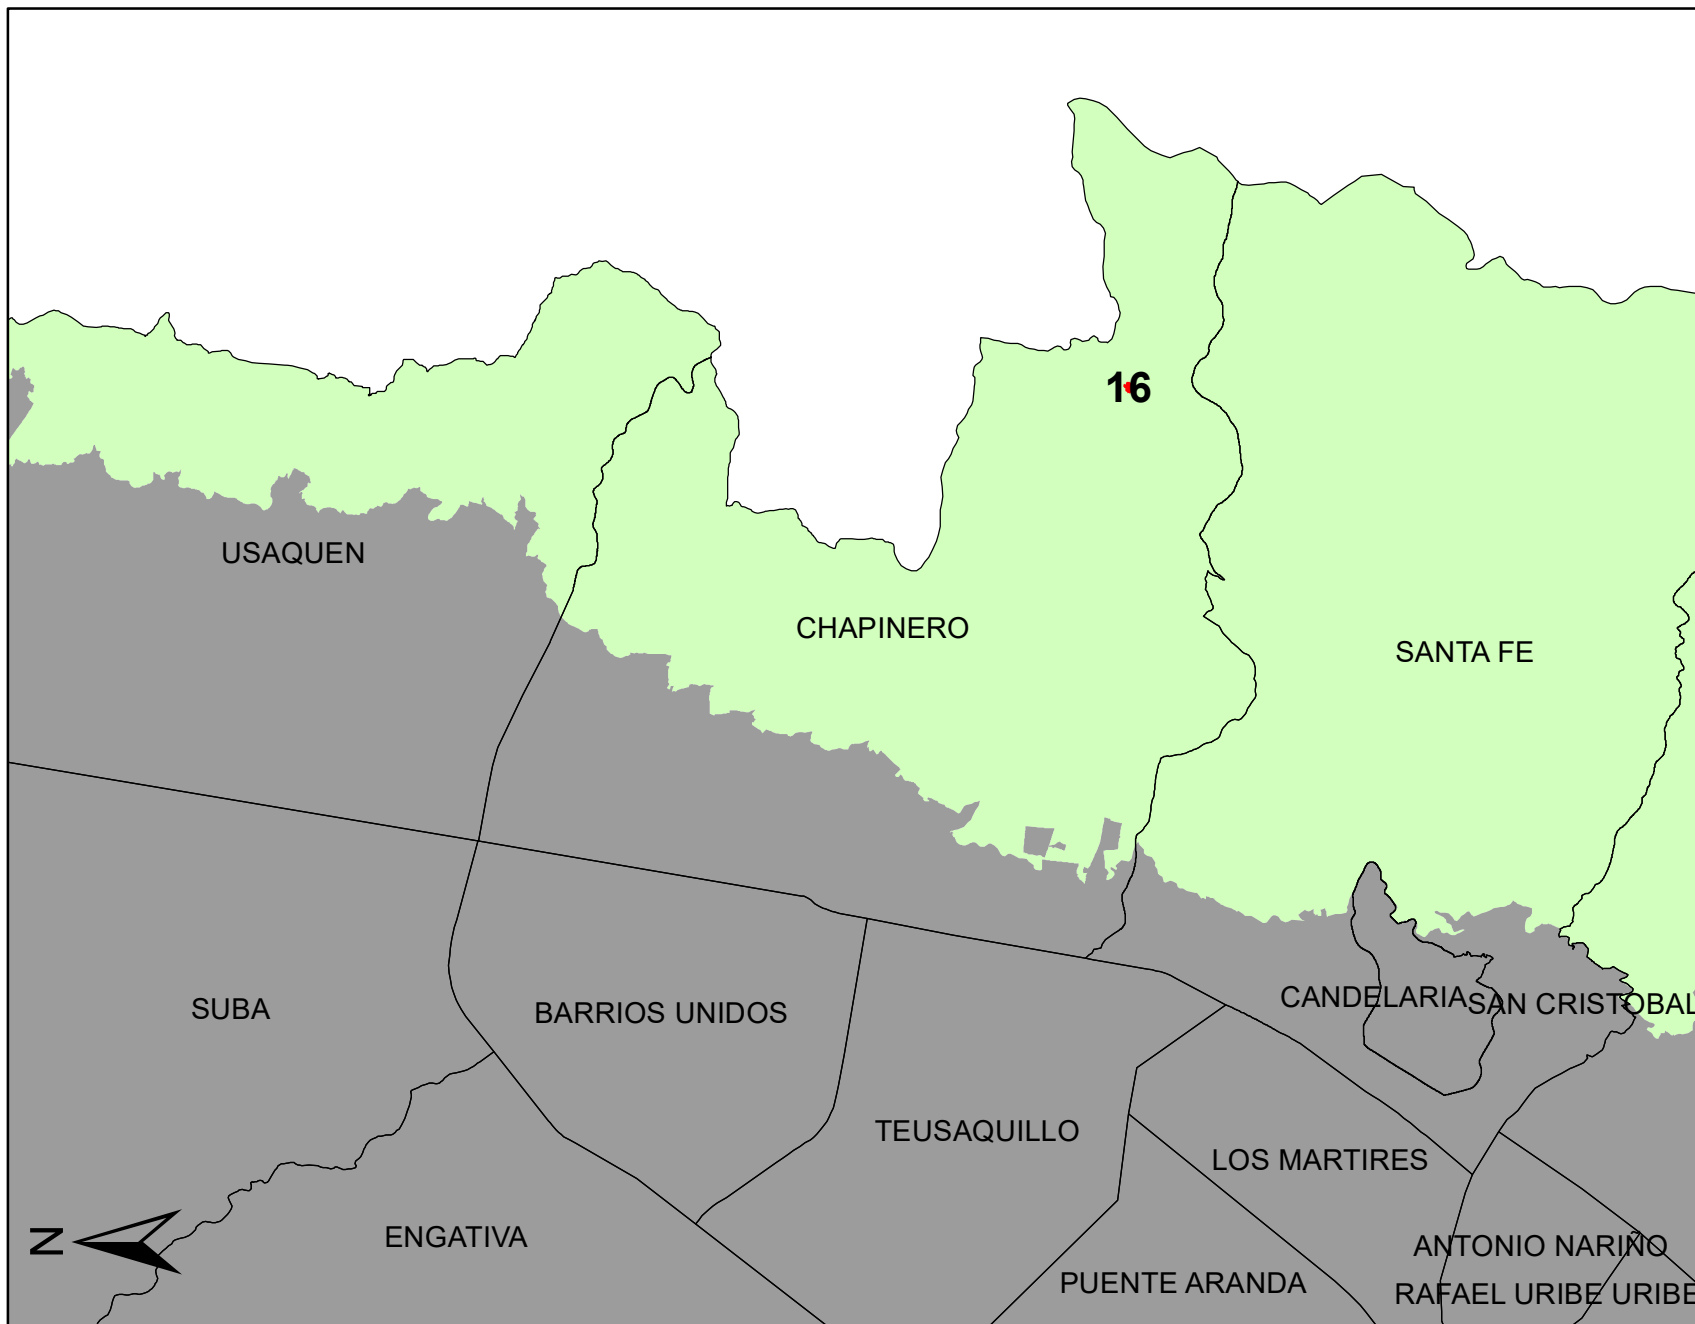 16
USAQUEN
CHAPINERO
SANTA FE
SUBA
BARRIOS UNIDOS
CANDELARIA
SAN CRISTOBAL
TEUSAQUILLO
LOS MARTIRES
N
ENGATIVA
ANTONIO NARIÑO
PUENTE ARANDA
RAFAEL URIBE URIBE